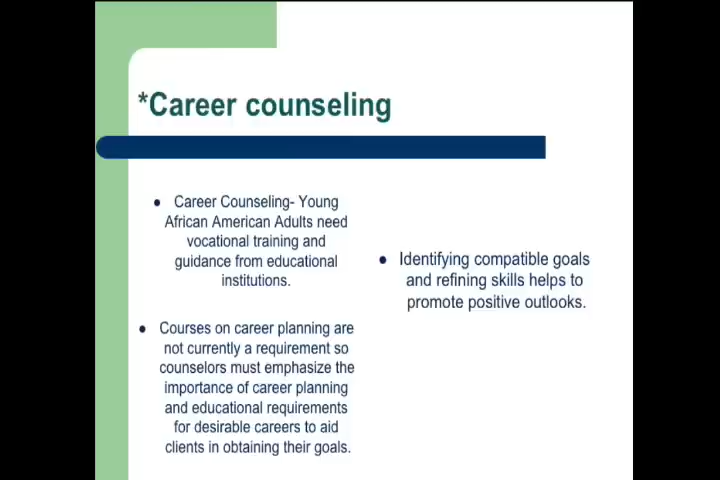 *Career counseling
● Career Counseling- Young
African American Adults need
vocational training and
guidance from educational
institutions.
● Courses on career planning are
not currently a requirement so
counselors must emphasize the
importance of career planning
and educational requirements
for desirable careers to aid
clients in obtaining their goals.
● Identifying compatible goals
and refining skills helps to
promote positive outlooks.